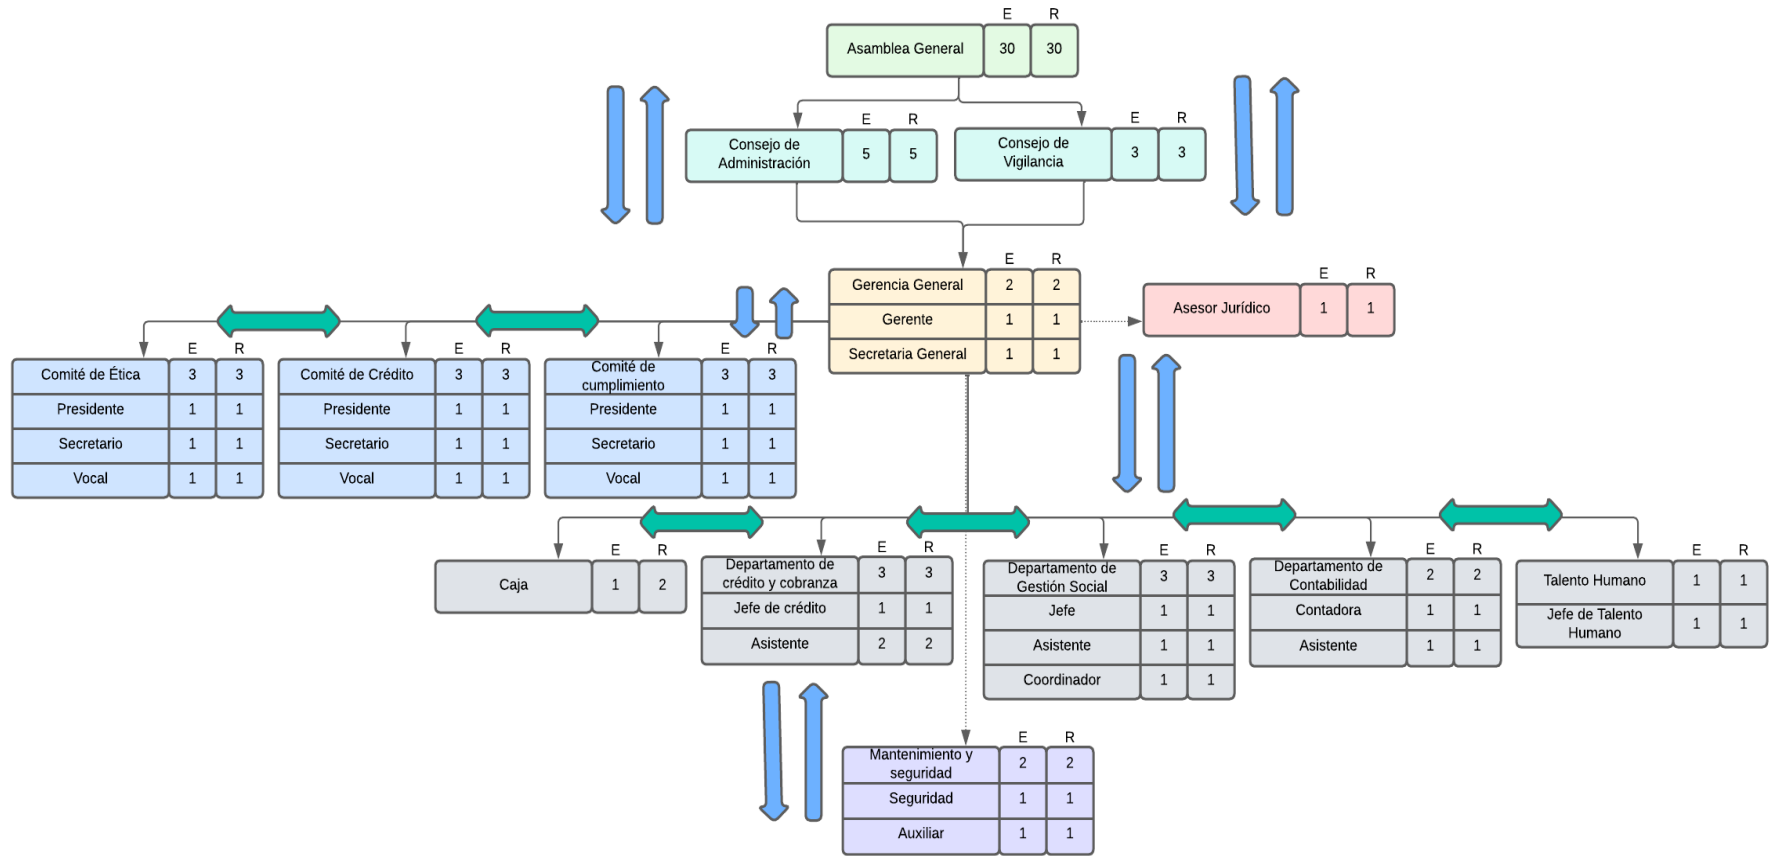 E R
Asamblea General 30 30
E R
Consejo de
Administración
5 5
E R
Consejo de
Vigilancia
3 3
E R
Gerencia General 2 2
Gerente 1 1
Secretaria General 1 1
E R
Asesor Jurídico 1 1
E R
Comité de Ética 3 3
Presidente 1 1
Secretario 1 1
Vocal 1 1
E R
Comité de Crédito 3 3
Presidente 1 1
Secretario 1 1
Vocal 1 1
E R
Comité de
cumplimiento
3 3
Presidente 1 1
Secretario 1 1
Vocal 1 1
E R
Caja 1 2
E R
Departamento de
crédito y cobranza
3 3
Jefe de crédito 1 1
Asistente 2 2
E R
Departamento de
Gestión Social
3 3
Jefe 1 1
Asistente 1 1
Coordinador 1 1
E R
Departamento de
Contabilidad
2 2
Contadora 1 1
Asistente 1 1
E R
Talento Humano 1 1
Jefe de Talento
Humano
1 1
E R
Mantenimiento y
seguridad
2 2
Seguridad 1 1
Auxiliar 1 1